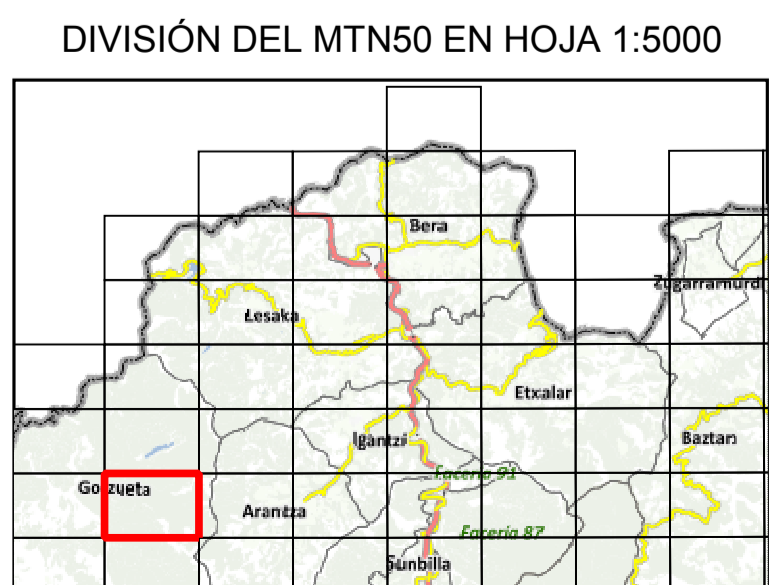 DIVISIÓN DEL MTN50 EN HOJA 1:5000
Bera
Zugarramurdi
Lesaka
Etxalar
Igantzi
Baztan
Facería 91
Goizueta
Arantza
Facería 87
Sunbilla